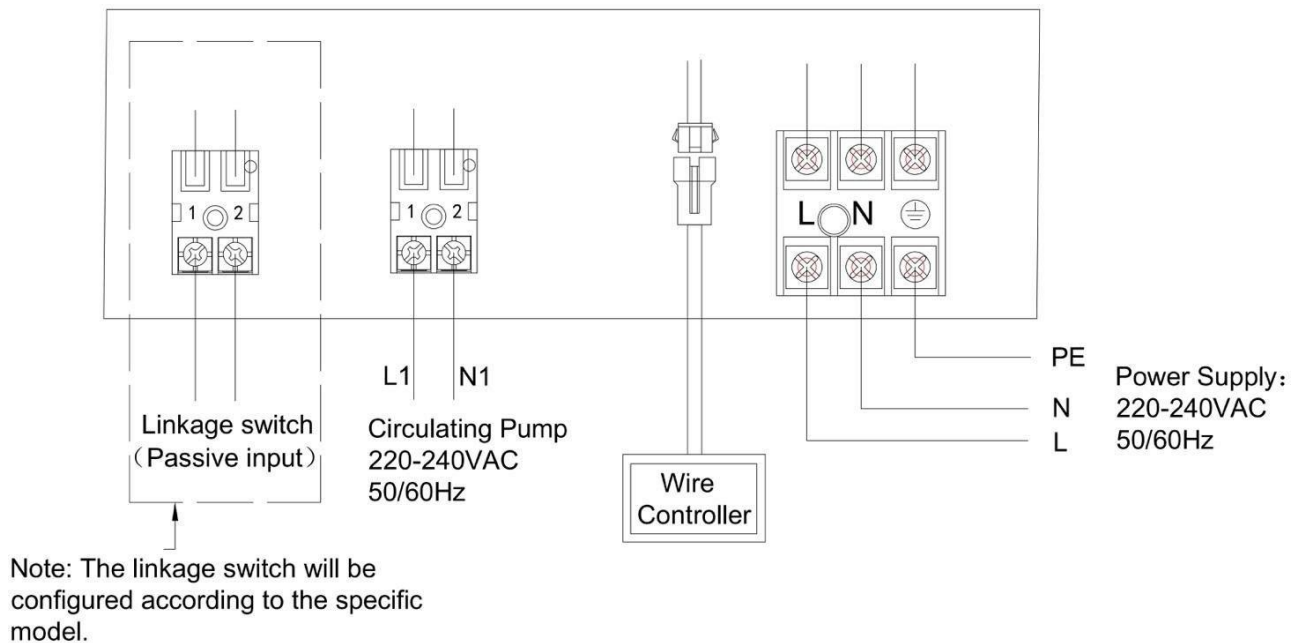 1 2
1 2
L N
L1 N1
Linkage switch
（Passive input）
Circulating Pump
220-240VAC
50/60Hz
Wire
Controller
PE
N
L
Power Supply：
220-240VAC
50/60Hz
Note: The linkage switch will be
configured according to the specific
model.